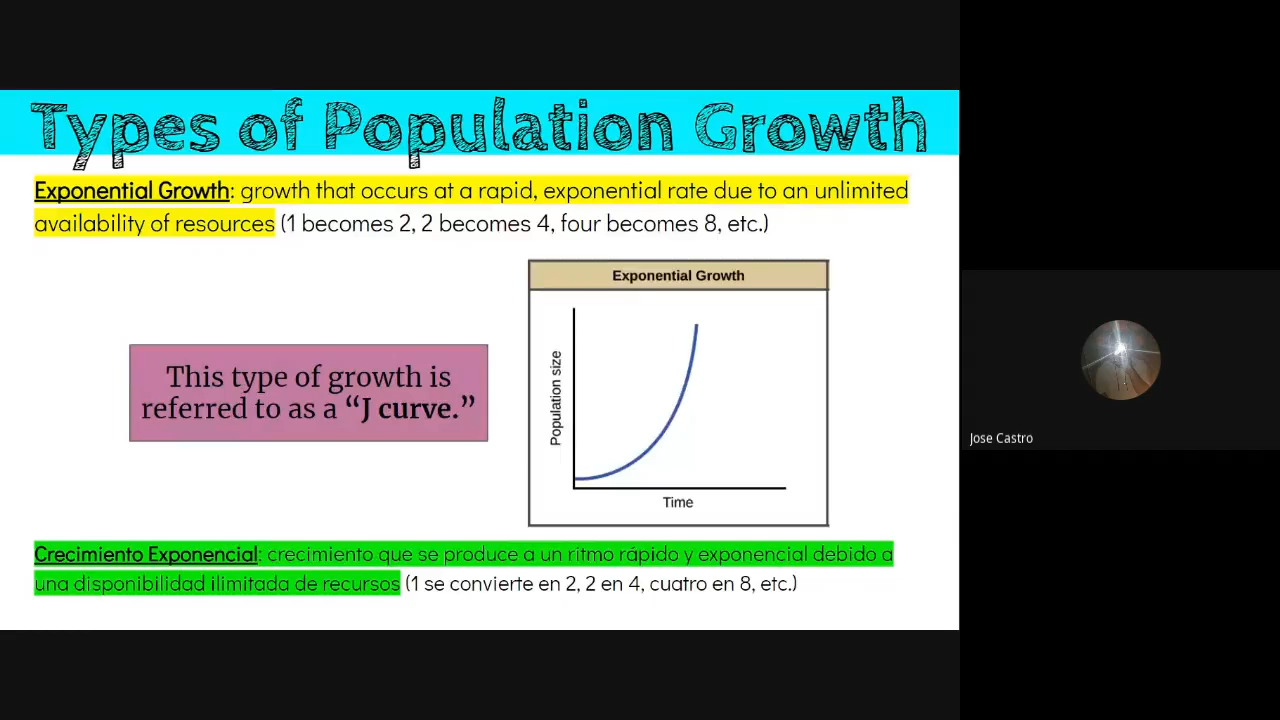 Types of Population Growth
Exponential Growth: growth that occurs at a rapid, exponential rate due to an unlimited
availability of resources (1 becomes 2, 2 becomes 4, four becomes 8, etc.)
This type of growth is
referred to as a “J curve.”
Exponential Growth
Population size
Time
Crecimiento Exponencial: crecimiento que se produce a un ritmo rápido y exponencial debido a
una disponibilidad ilimitada de recursos (1 se convierte en 2, 2 en 4, cuatro en 8, etc.)
Jose Castro